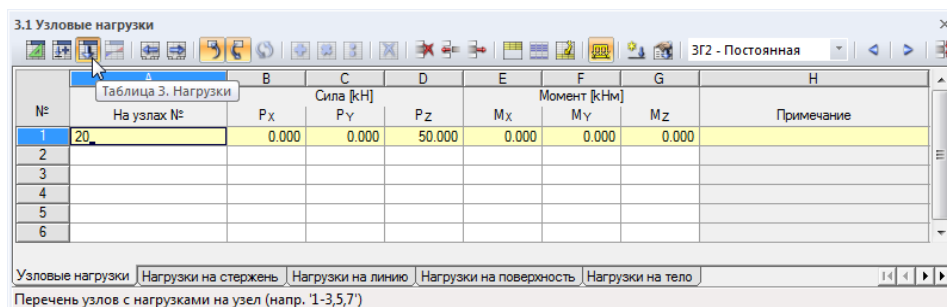 3.1 Узловые нагрузки
ЗГ2 - Постоянная
A B C D E F G H
Таблица 3. Нагрузки
Сила [kH] Момент [kHм]
№ На узлах № PX PY PZ MX MY MZ Примечание
1 20 0.000 0.000 50.000 0.000 0.000 0.000
2
3
4
5
6
Узловые нагрузки Нагрузки на стержень Нагрузки на линию Нагрузки на поверхность Нагрузки на тело
Перечень узлов с нагрузками на узел (напр. '1-3,5,7')